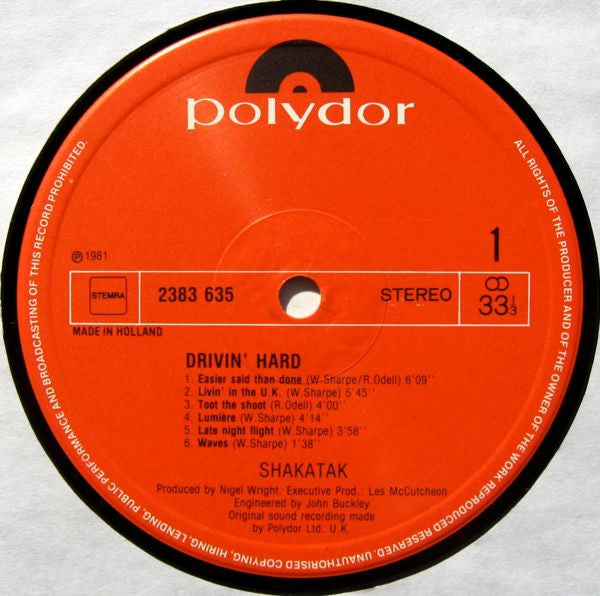 polydor
℗ 1981
1
STEMRA
2383 635
STEREO
33 1/3
MADE IN HOLLAND
DRIVIN' HARD
1. Easier said than done (W.Sharpe/R.Odell) 6'09''
2. Livin' in the U.K. (W.Sharpe) 5'45''
3. Toot the shoot (R.Odell) 4'00''
4. Lumière (W.Sharpe) 4'14''
5. Late night flight (W.Sharpe) 3'58''
6. Waves (W.Sharpe) 1'38''
SHAKATAK
Produced by Nigel Wright. Executive Prod.: Les McCutcheon
Engineered by John Buckley
Original sound recording made
by Polydor Ltd. U.K.
ALL RIGHTS OF THE PRODUCER AND OF THE OWNER OF THE WORK REPRODUCED RESERVED. UNAUTHORISED COPYING, HIRING, LENDING, PUBLIC PERFORMANCE AND BROADCASTING OF THIS RECORD PROHIBITED.